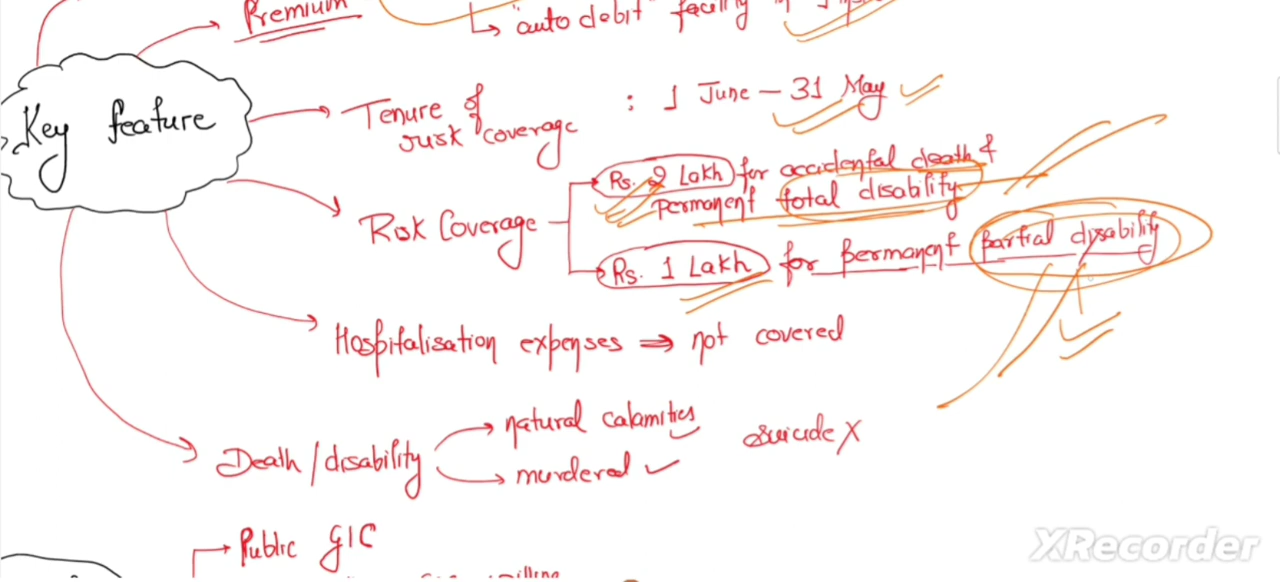 Premium
↳ "auto debit"
Key feature
Tenure of
risk coverage
: 1 June – 31 May
Risk Coverage
Rs. 2 Lakh for accidental death &
permanent total disability
Rs. 1 Lakh for permanent partial disability
Hospitalisation expenses ⇒ not covered
Death/disability
natural calamities
murdered
suicide X
Public GIC
XRecorder